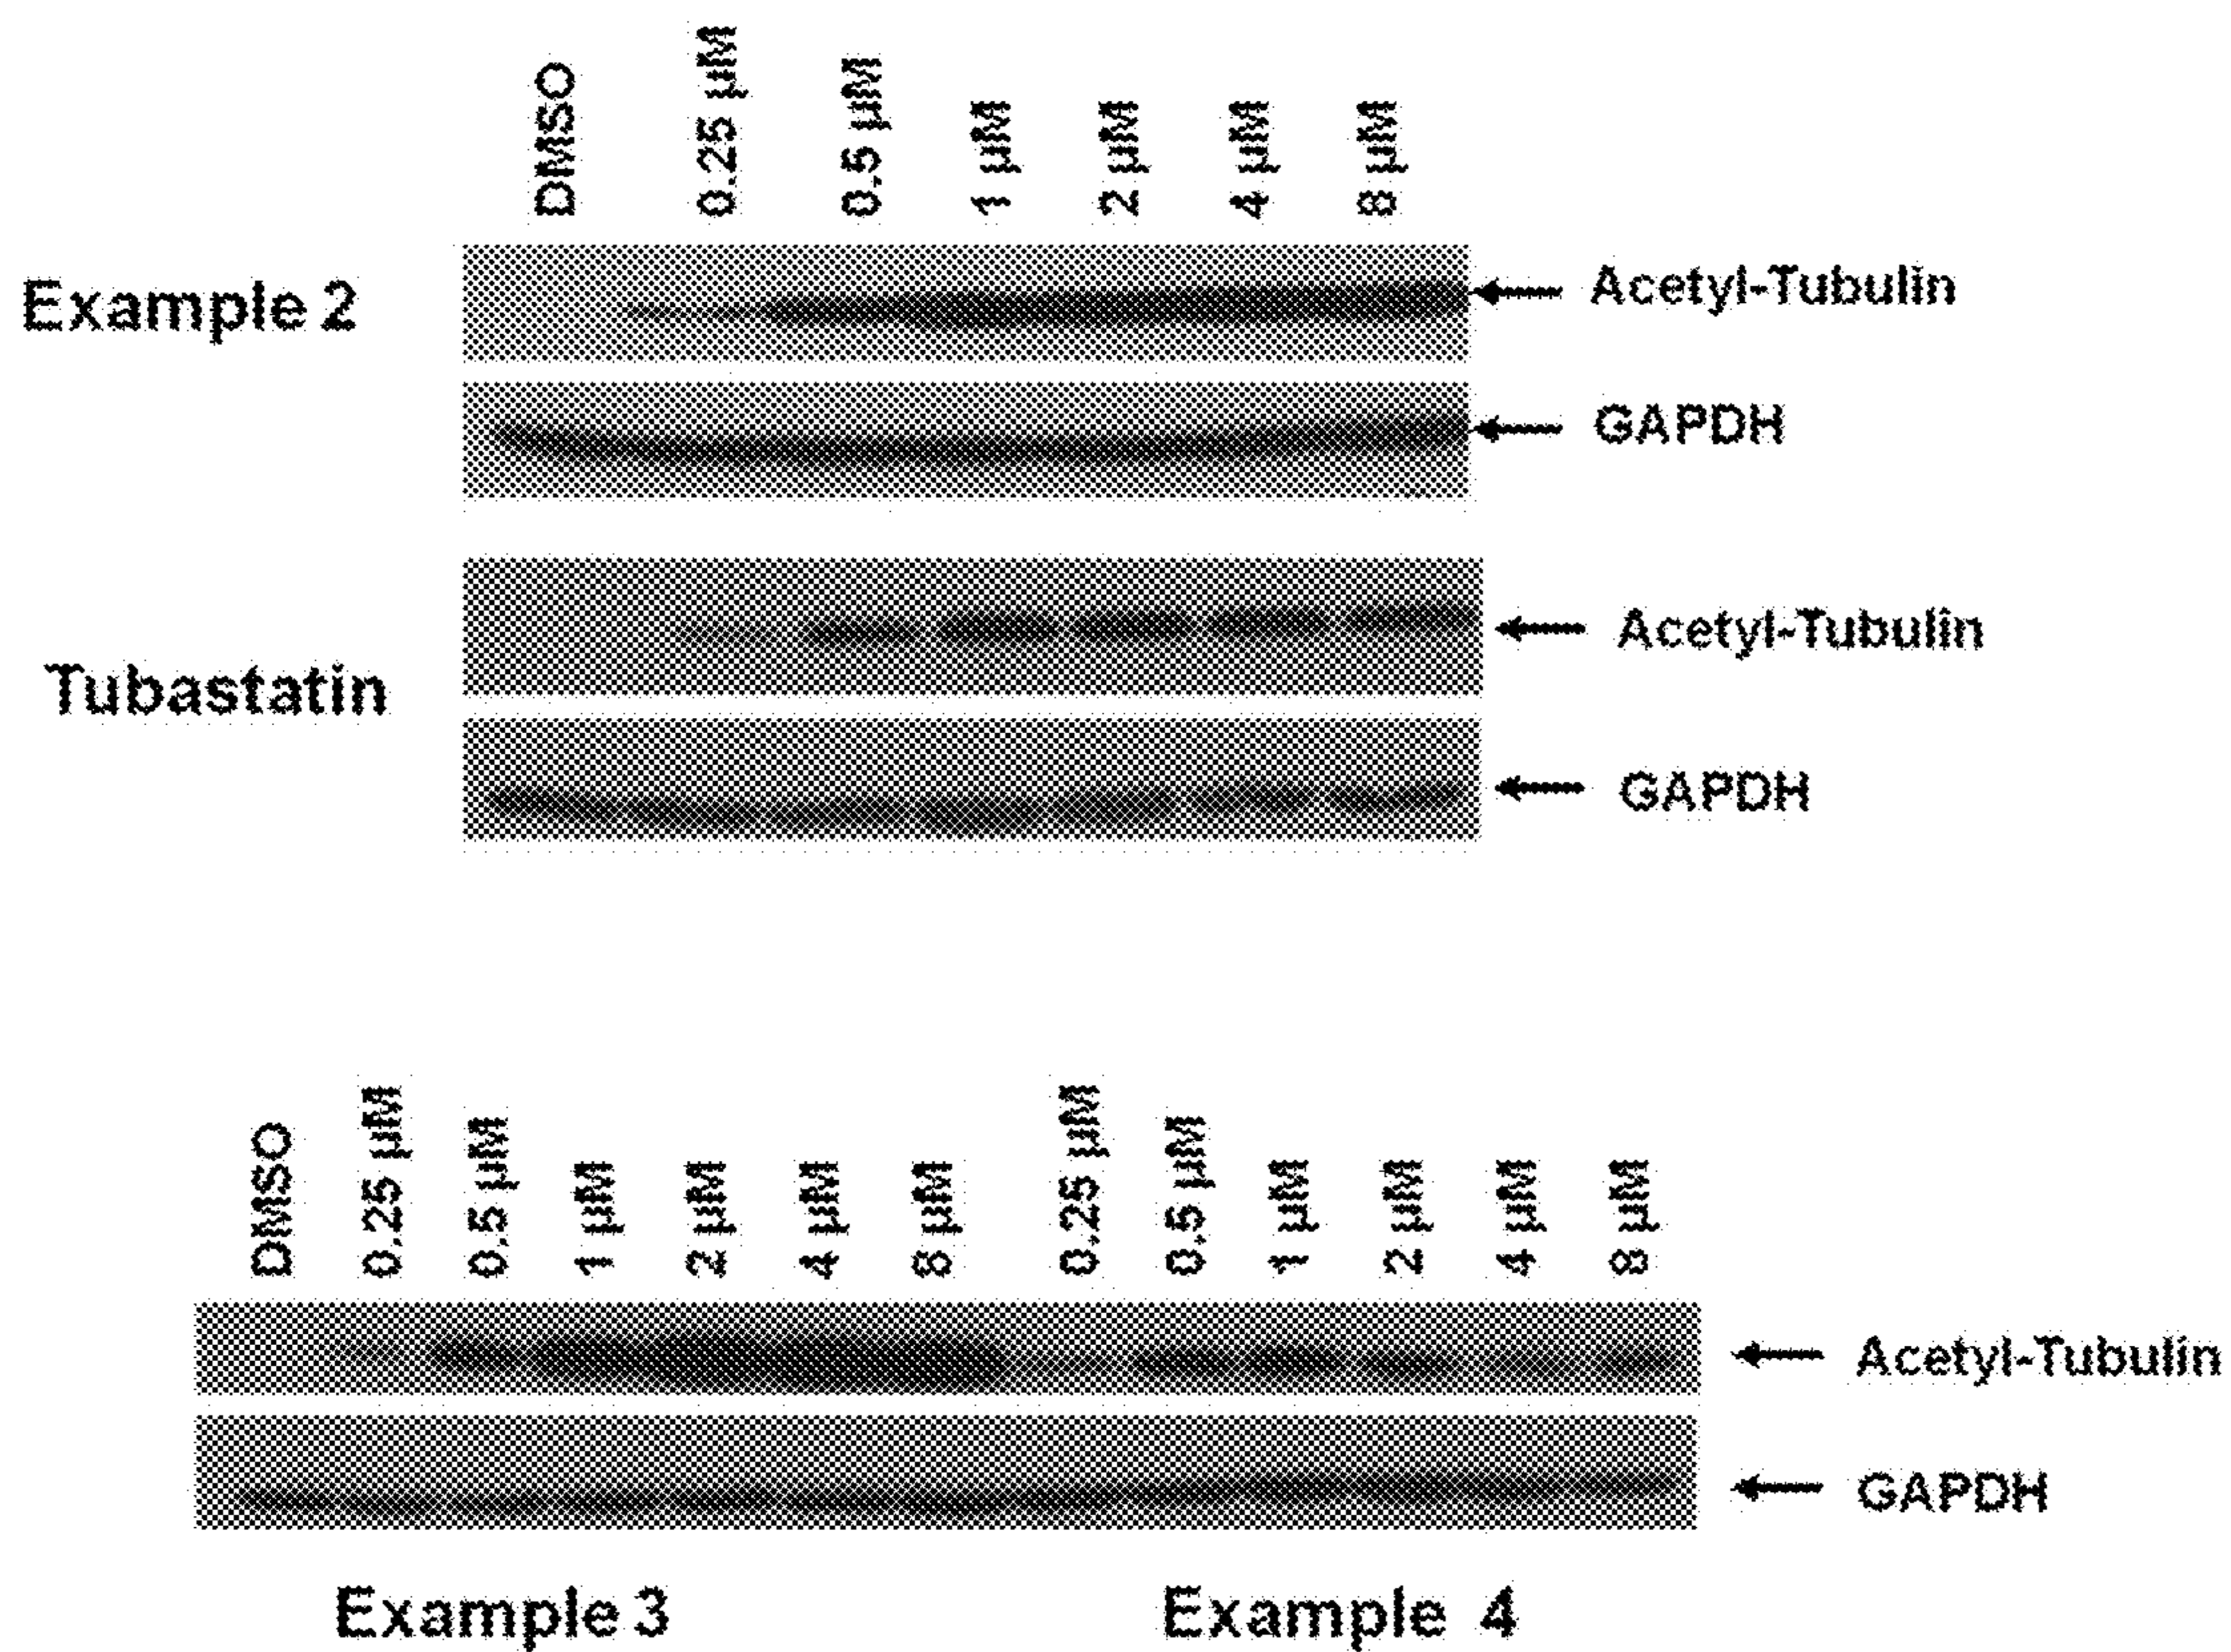 DMSO 0.25 µM 0.5 µM 1 µM 2 µM 4 µM 8 µM
Example 2
Acetyl-Tubulin
GAPDH
Tubastatin
Acetyl-Tubulin
GAPDH
DMSO 0.25 µM 0.5 µM 1 µM 2 µM 4 µM 8 µM 0.25 µM 0.5 µM 1 µM 2 µM 4 µM 8 µM
Acetyl-Tubulin
GAPDH
Example 3 Example 4